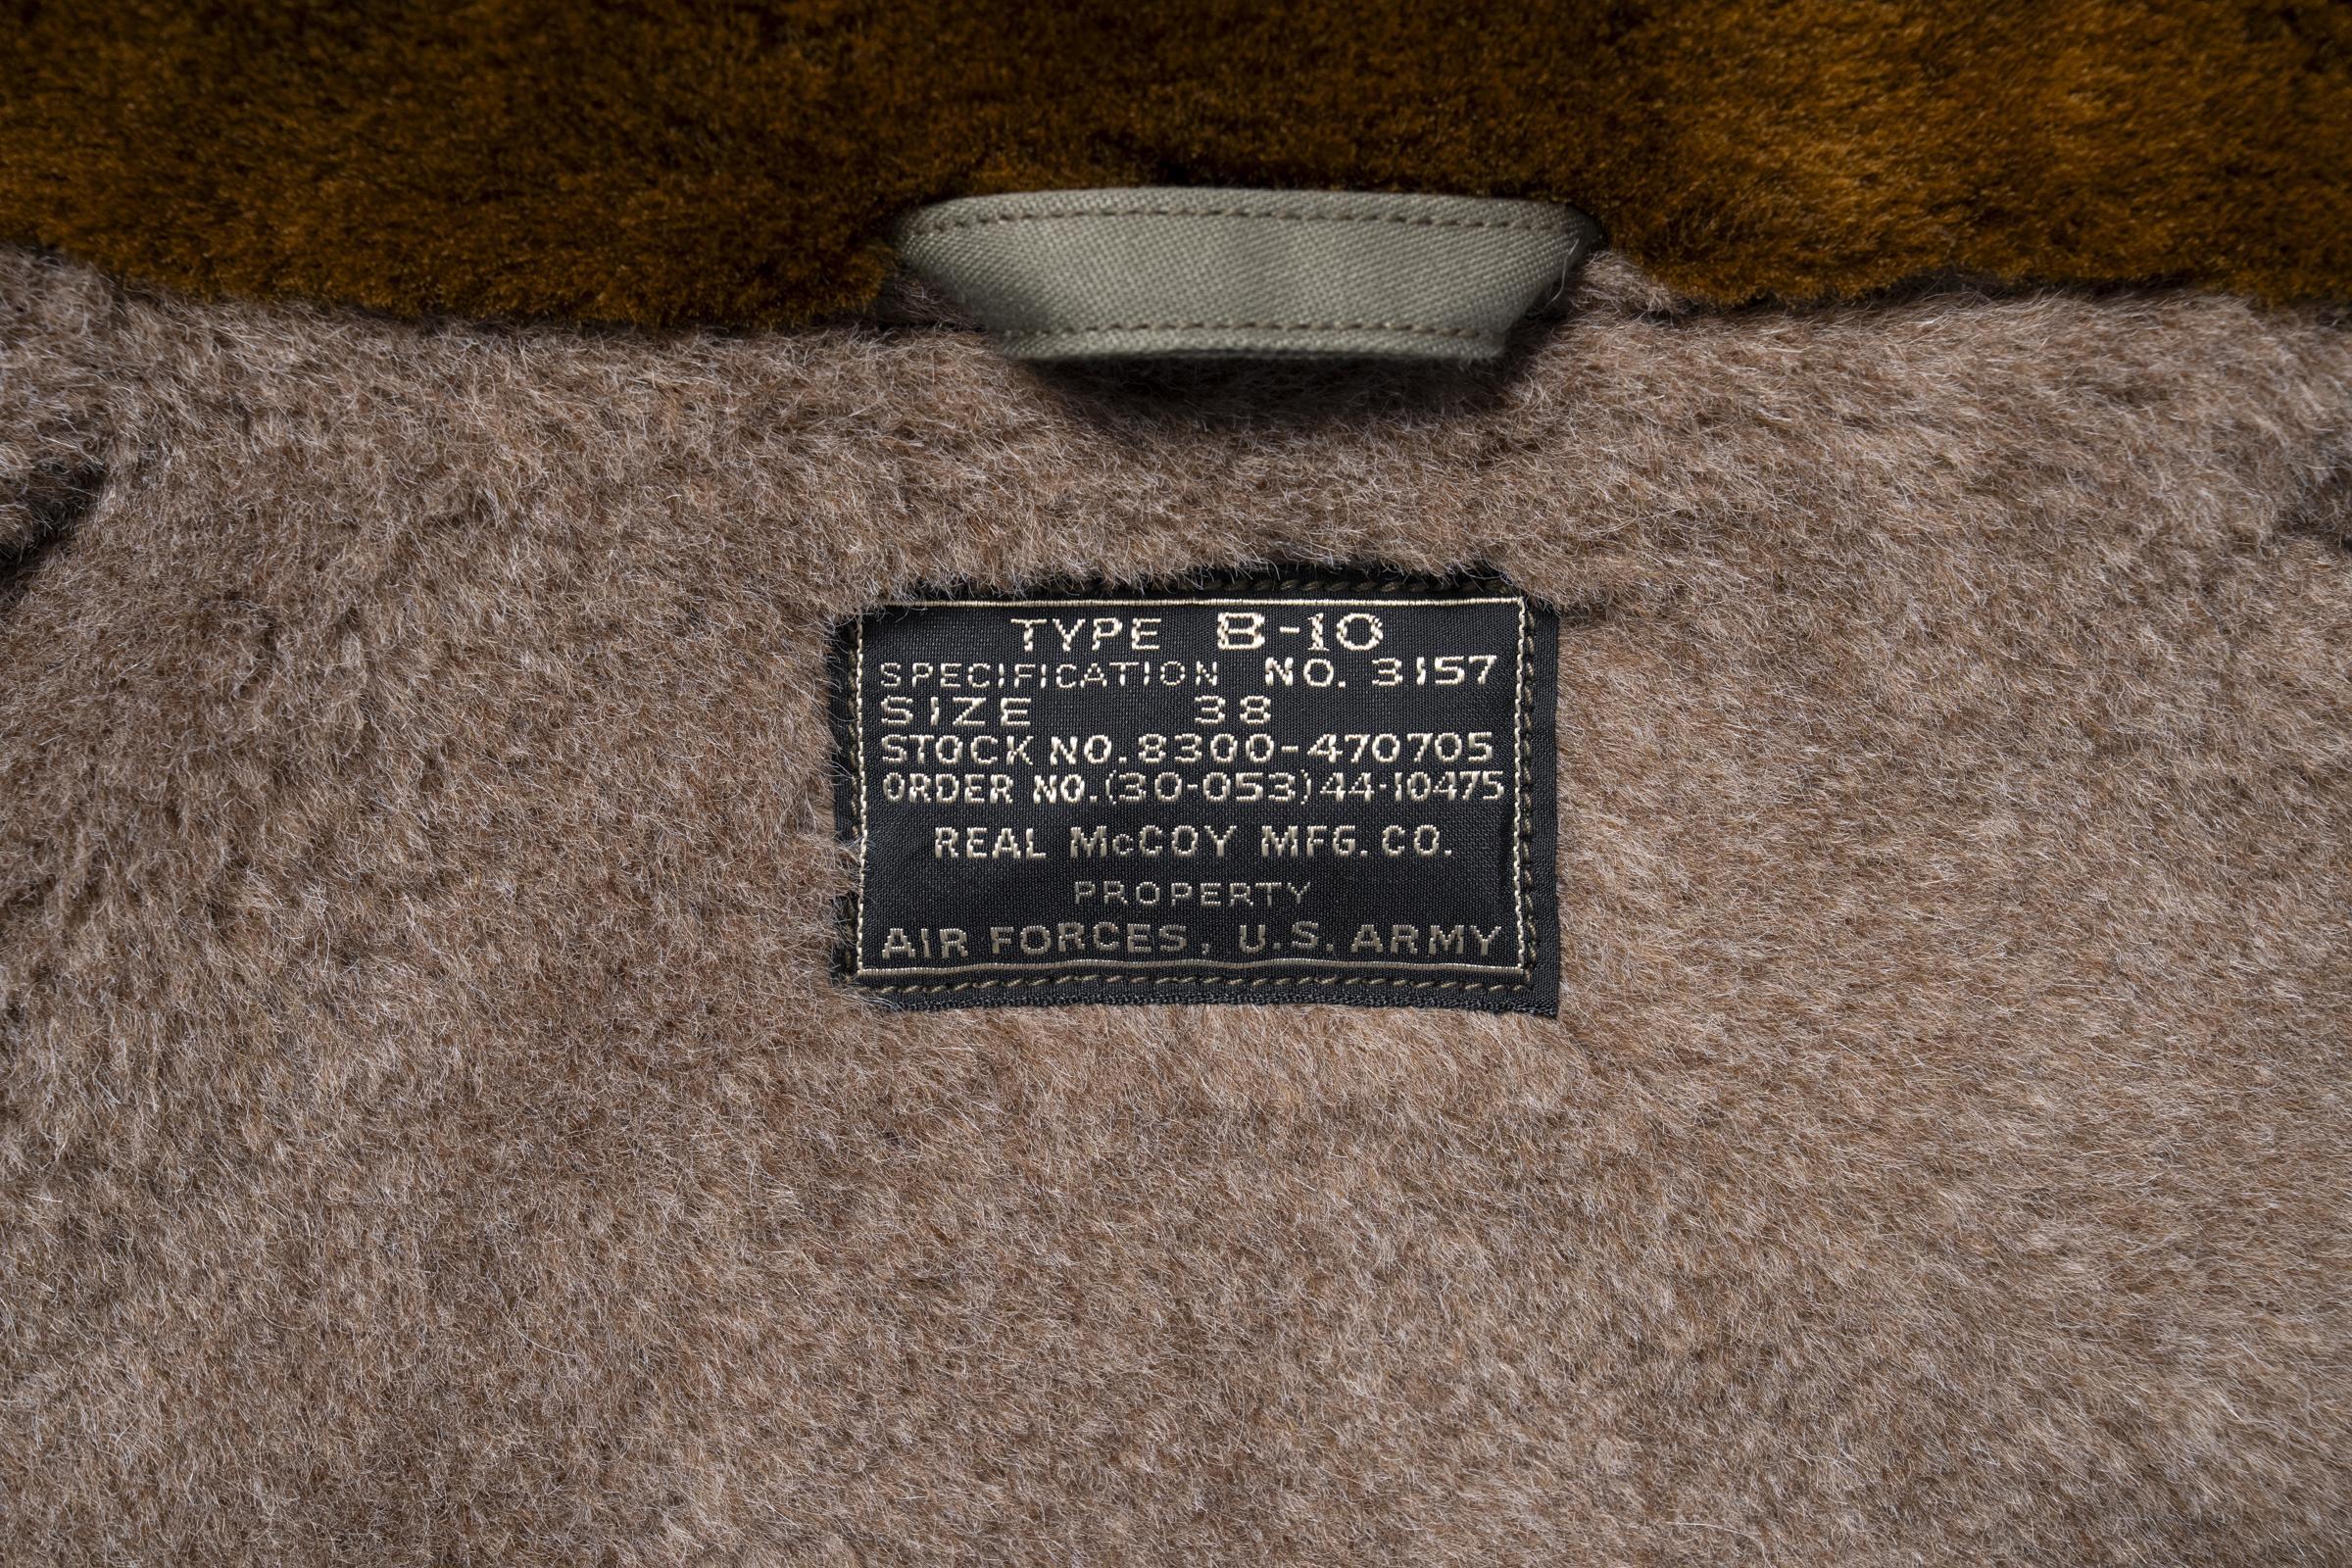 TYPE B-10
SPECIFICATION NO. 3157
SIZE 38
STOCK NO. 8300-470705
ORDER NO. (30-053) 44-10475
REAL McCOY MFG. CO.
PROPERTY
AIR FORCES, U.S. ARMY